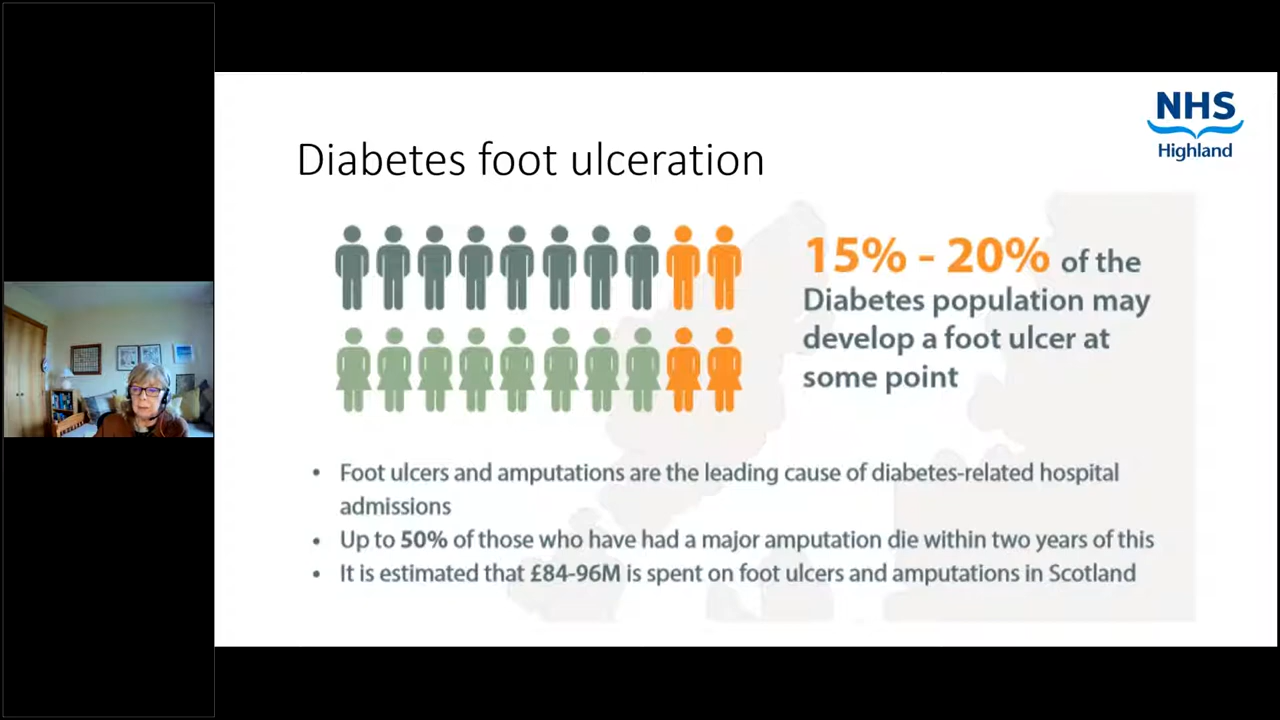 NHS
Highland
Diabetes foot ulceration
15% - 20% of the
Diabetes population may
develop a foot ulcer at
some point
• Foot ulcers and amputations are the leading cause of diabetes-related hospital
admissions
• Up to 50% of those who have had a major amputation die within two years of this
• It is estimated that £84-96M is spent on foot ulcers and amputations in Scotland